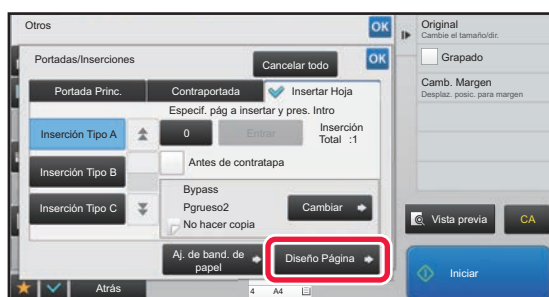 Otros
OK
Portadas/Inserciones
Cancelar todo
OK
Portada Princ.
Contraportada
Insertar Hoja
Especif. pág a insertar y pres. Intro
Inserción Tipo A
0
Entrar
Inserción
Total :1
Antes de contratapa
Inserción Tipo B
Bypass
Pgrueso2
No hacer copia
Cambiar
Inserción Tipo C
Aj. de band. de
papel
Diseño Página
Atrás
4 A4
Original
Cambie el tamaño/dir.
Grapado
Camb. Margen
Desplaz. posic. para margen
Vista previa
CA
Iniciar